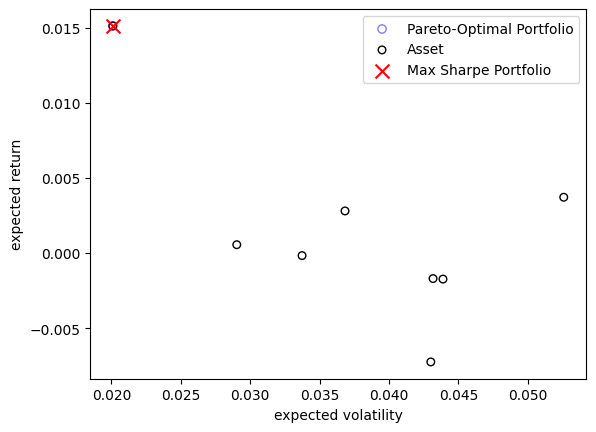 Pareto-Optimal Portfolio
Asset
Max Sharpe Portfolio
0.015
0.010
0.005
0.000
−0.005
expected return
0.020 0.025 0.030 0.035 0.040 0.045 0.050
expected volatility